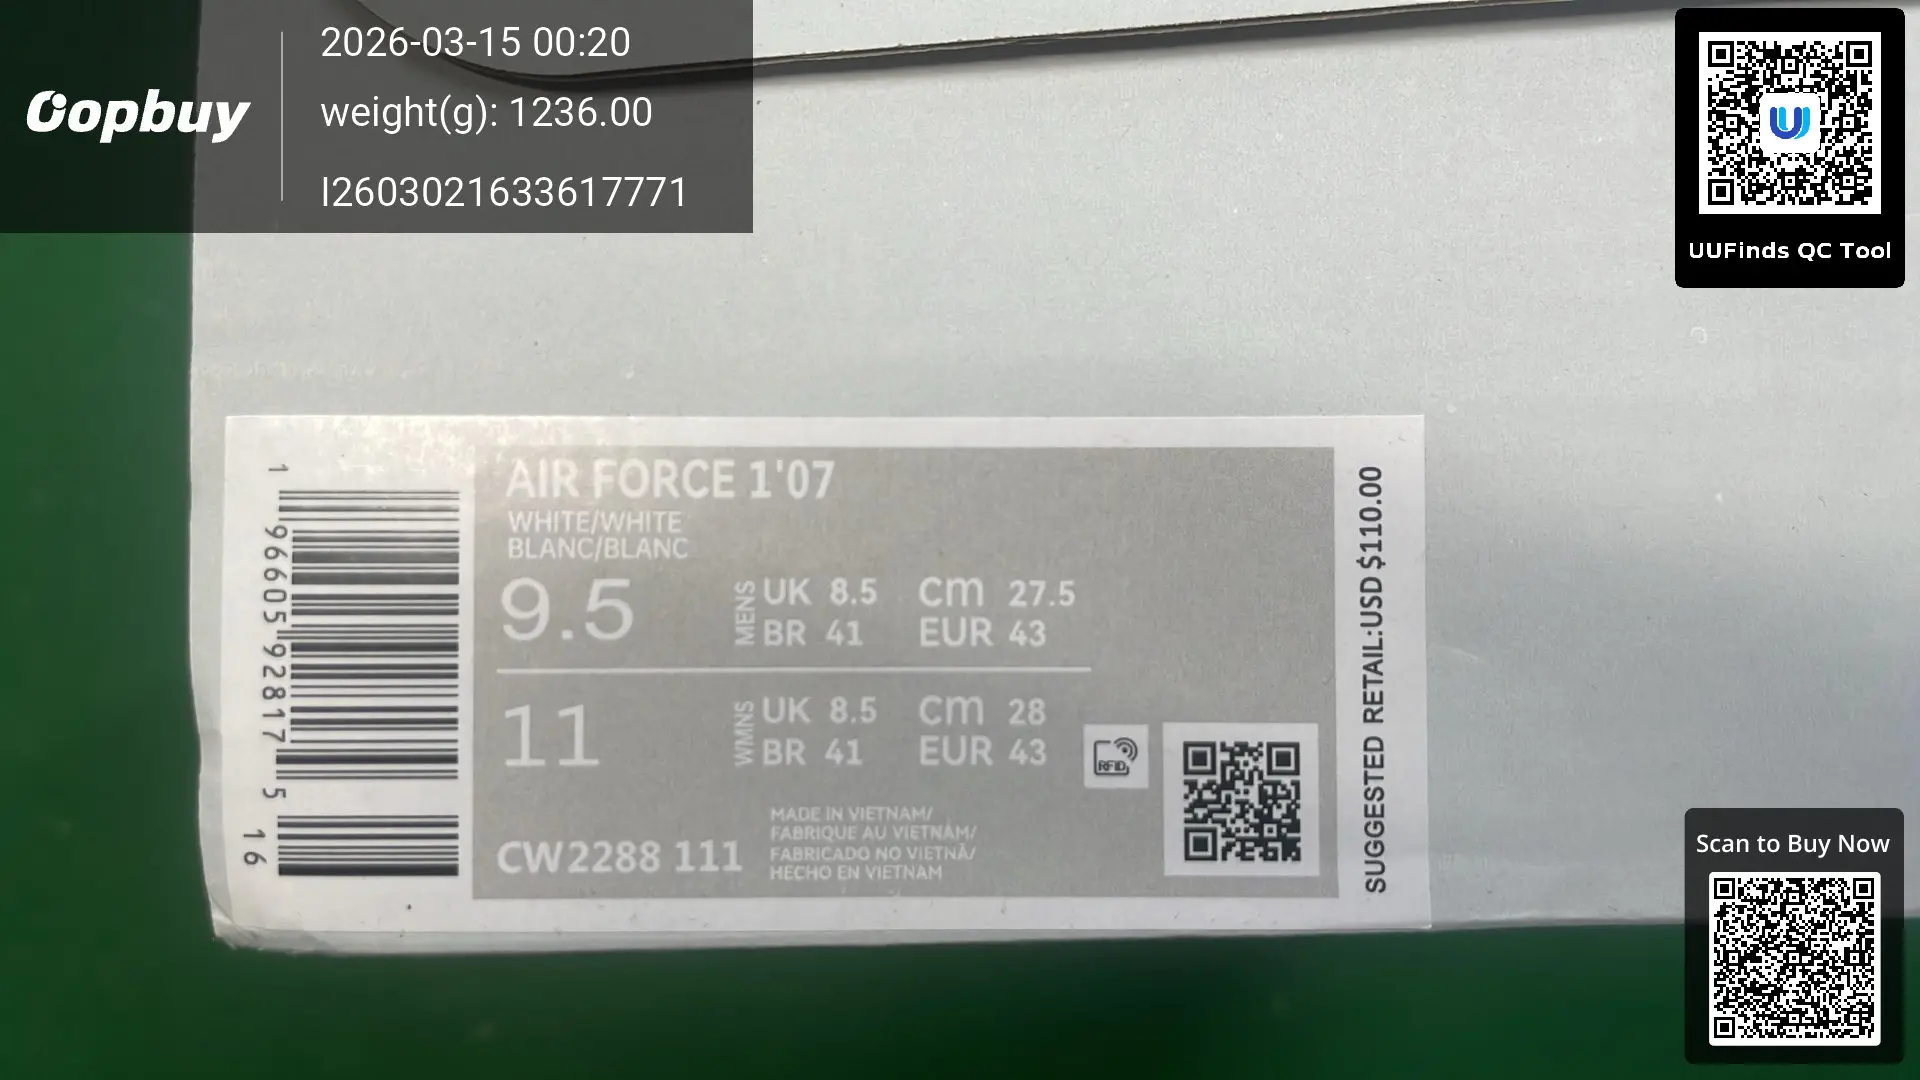 Oopbuy
2026-03-15 00:20
weight(g): 1236.00
I2603021633617771
UUFinds QC Tool
AIR FORCE 1'07
WHITE/WHITE
BLANC/BLANC
9.5
MENS
UK 8.5 Cm 27.5
BR 41 EUR 43
11
WMNS
UK 8.5 Cm 28
BR 41 EUR 43
RFID
CW2288 111
MADE IN VIETNAM/
FABRIQUE AU VIETNAM/
FABRICADO NO VIETNÃ/
HECHO EN VIETNAM
1 96605 92817 5
16
SUGGESTED RETAIL:USD $110.00
Scan to Buy Now